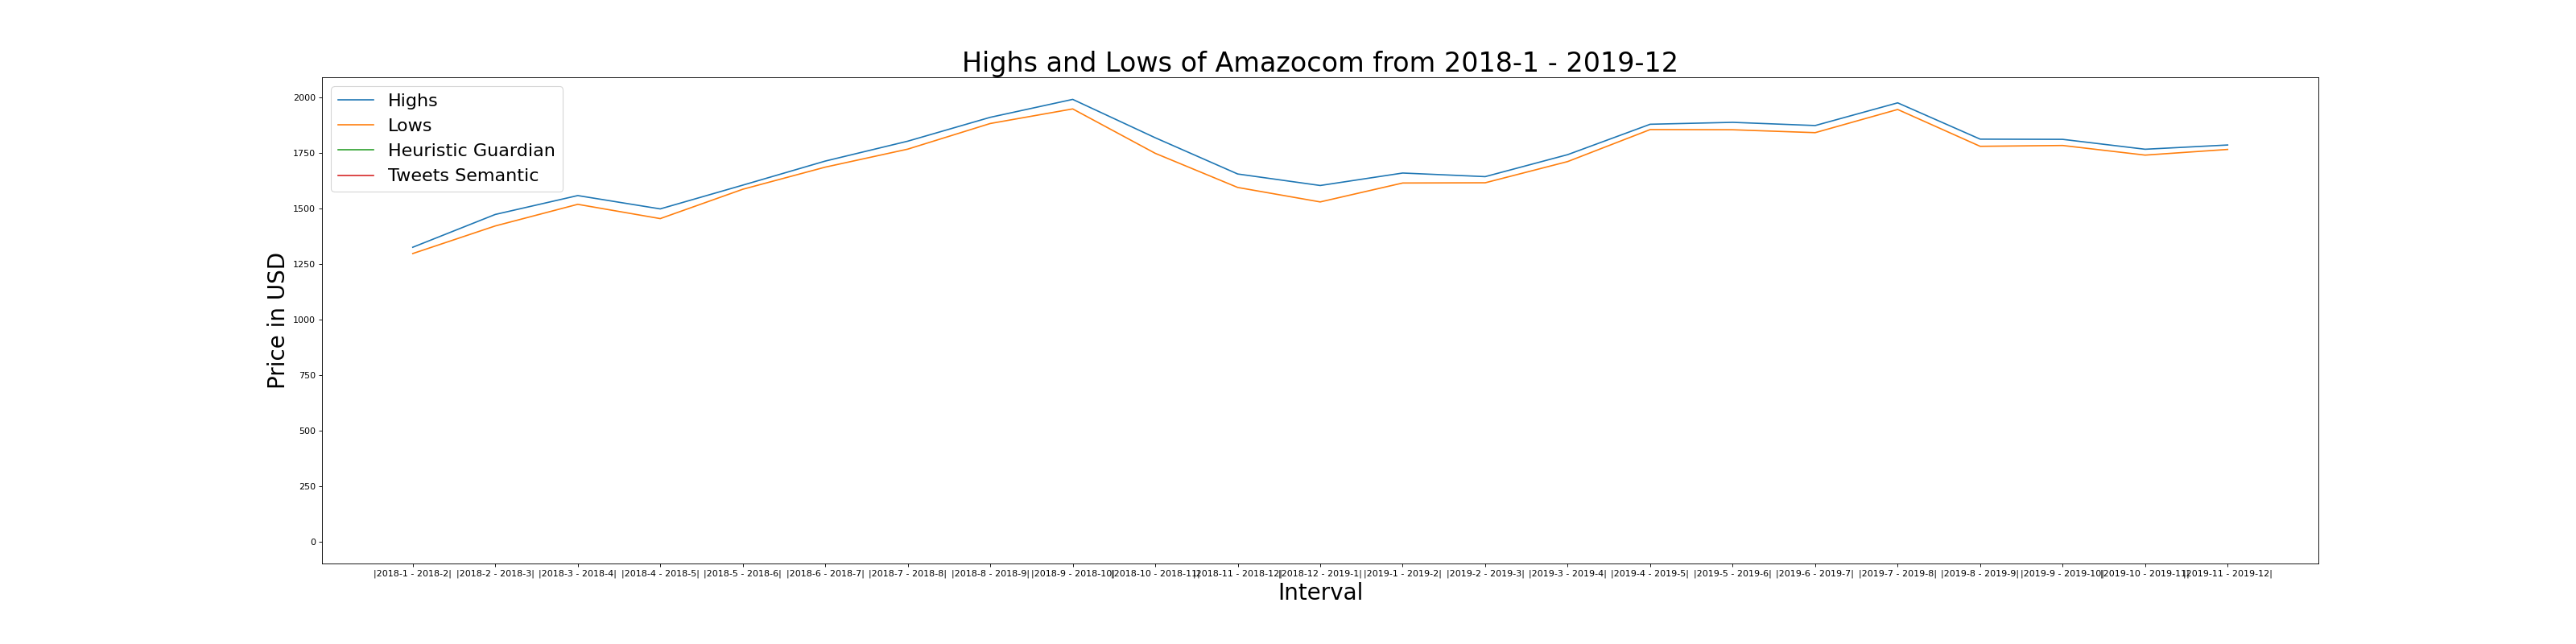 Highs and Lows of Amazocom from 2018-1 - 2019-12
Highs
Lows
Heuristic Guardian
Tweets Semantic
Price in USD
2000
1750
1500
1250
1000
750
500
250
0
|2018-1 - 2018-2| |2018-2 - 2018-3| |2018-3 - 2018-4| |2018-4 - 2018-5| |2018-5 - 2018-6| |2018-6 - 2018-7| |2018-7 - 2018-8| |2018-8 - 2018-9| |2018-9 - 2018-10| |2018-10 - 2018-11| |2018-11 - 2018-12| |2018-12 - 2019-1| |2019-1 - 2019-2| |2019-2 - 2019-3| |2019-3 - 2019-4| |2019-4 - 2019-5| |2019-5 - 2019-6| |2019-6 - 2019-7| |2019-7 - 2019-8| |2019-8 - 2019-9| |2019-9 - 2019-10| |2019-10 - 2019-11| |2019-11 - 2019-12|
Interval